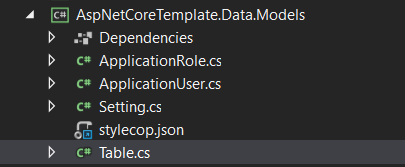 C# AspNetCoreTemplate.Data.Models
Dependencies
C# ApplicationRole.cs
C# ApplicationUser.cs
C# Setting.cs
stylecop.json
C# Table.cs